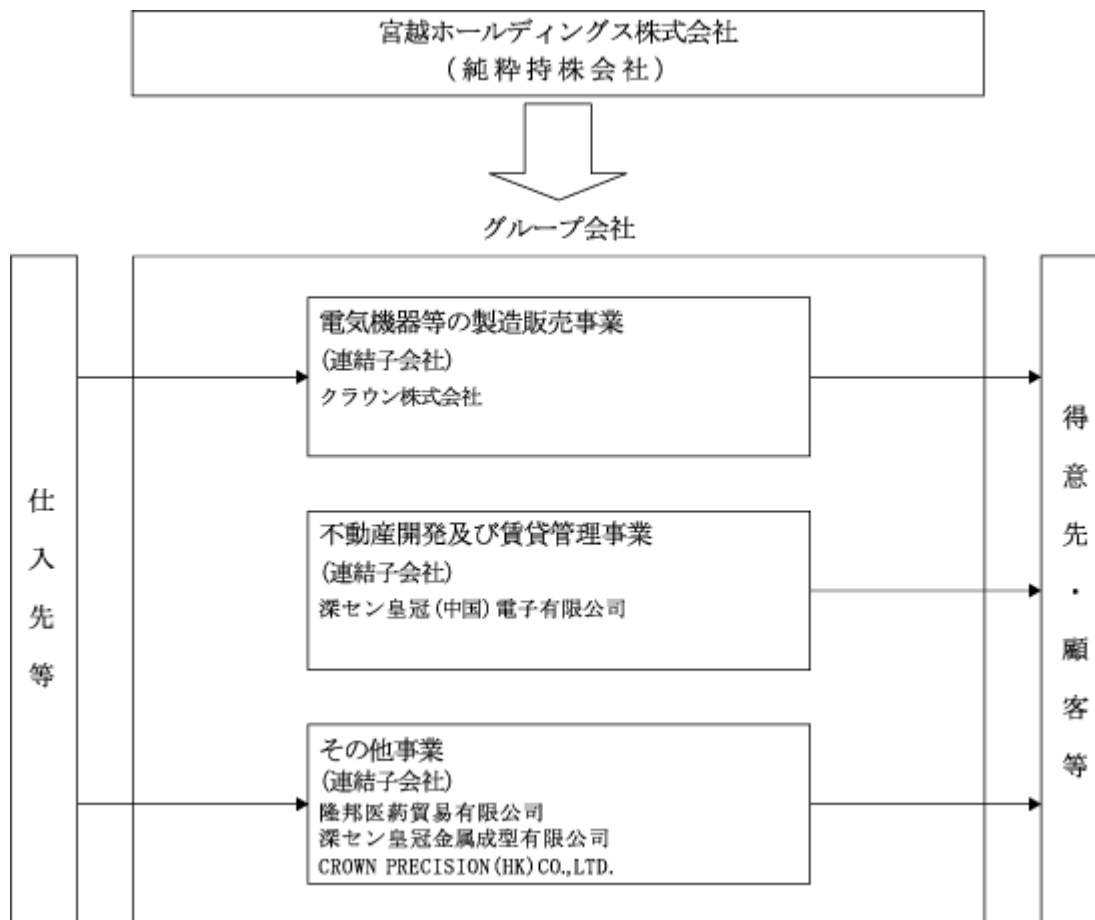 宮越ホールディングス株式会社
(純粋持株会社)
グループ会社
仕入先等
電気機器等の製造販売事業
(連結子会社)
クラウン株式会社
不動産開発及び賃貸管理事業
(連結子会社)
深セン皇冠(中国)電子有限公司
その他事業
(連結子会社)
隆邦医薬貿易有限公司
深セン皇冠金属成型有限公司
CROWN PRECISION(HK)CO.,LTD.
得意先・顧客等